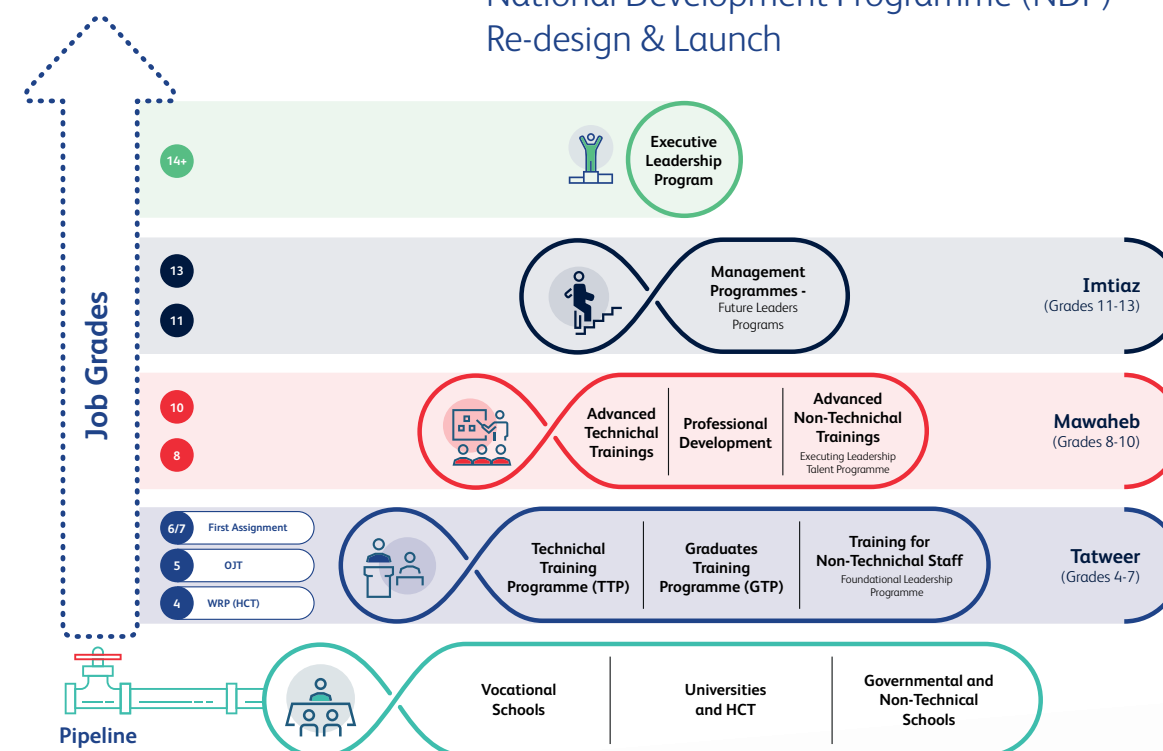 National Development Programme (NDP)
Re-design & Launch
Job Grades
14+
Executive
Leadership
Program
13
11
Management
Programmes -
Future Leaders
Programs
Imtiaz
(Grades 11-13)
10
8
Advanced
Technichal
Trainings
Professional
Development
Advanced
Non-Technichal
Trainings
Executing Leadership
Talent Programme
Mawaheb
(Grades 8-10)
6/7 First Assignment
5 OJT
4 WRP (HCT)
Technichal
Training
Programme (TTP)
Graduates
Training
Programme (GTP)
Training for
Non-Technichal Staff
Foundational Leadership
Programme
Tatweer
(Grades 4-7)
Pipeline
Vocational
Schools
Universities
and HCT
Governmental and
Non-Technical
Schools